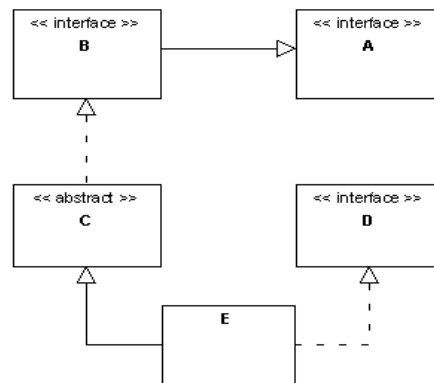 << interface >>
B
<< interface >>
A
<< abstract >>
C
<< interface >>
D
E